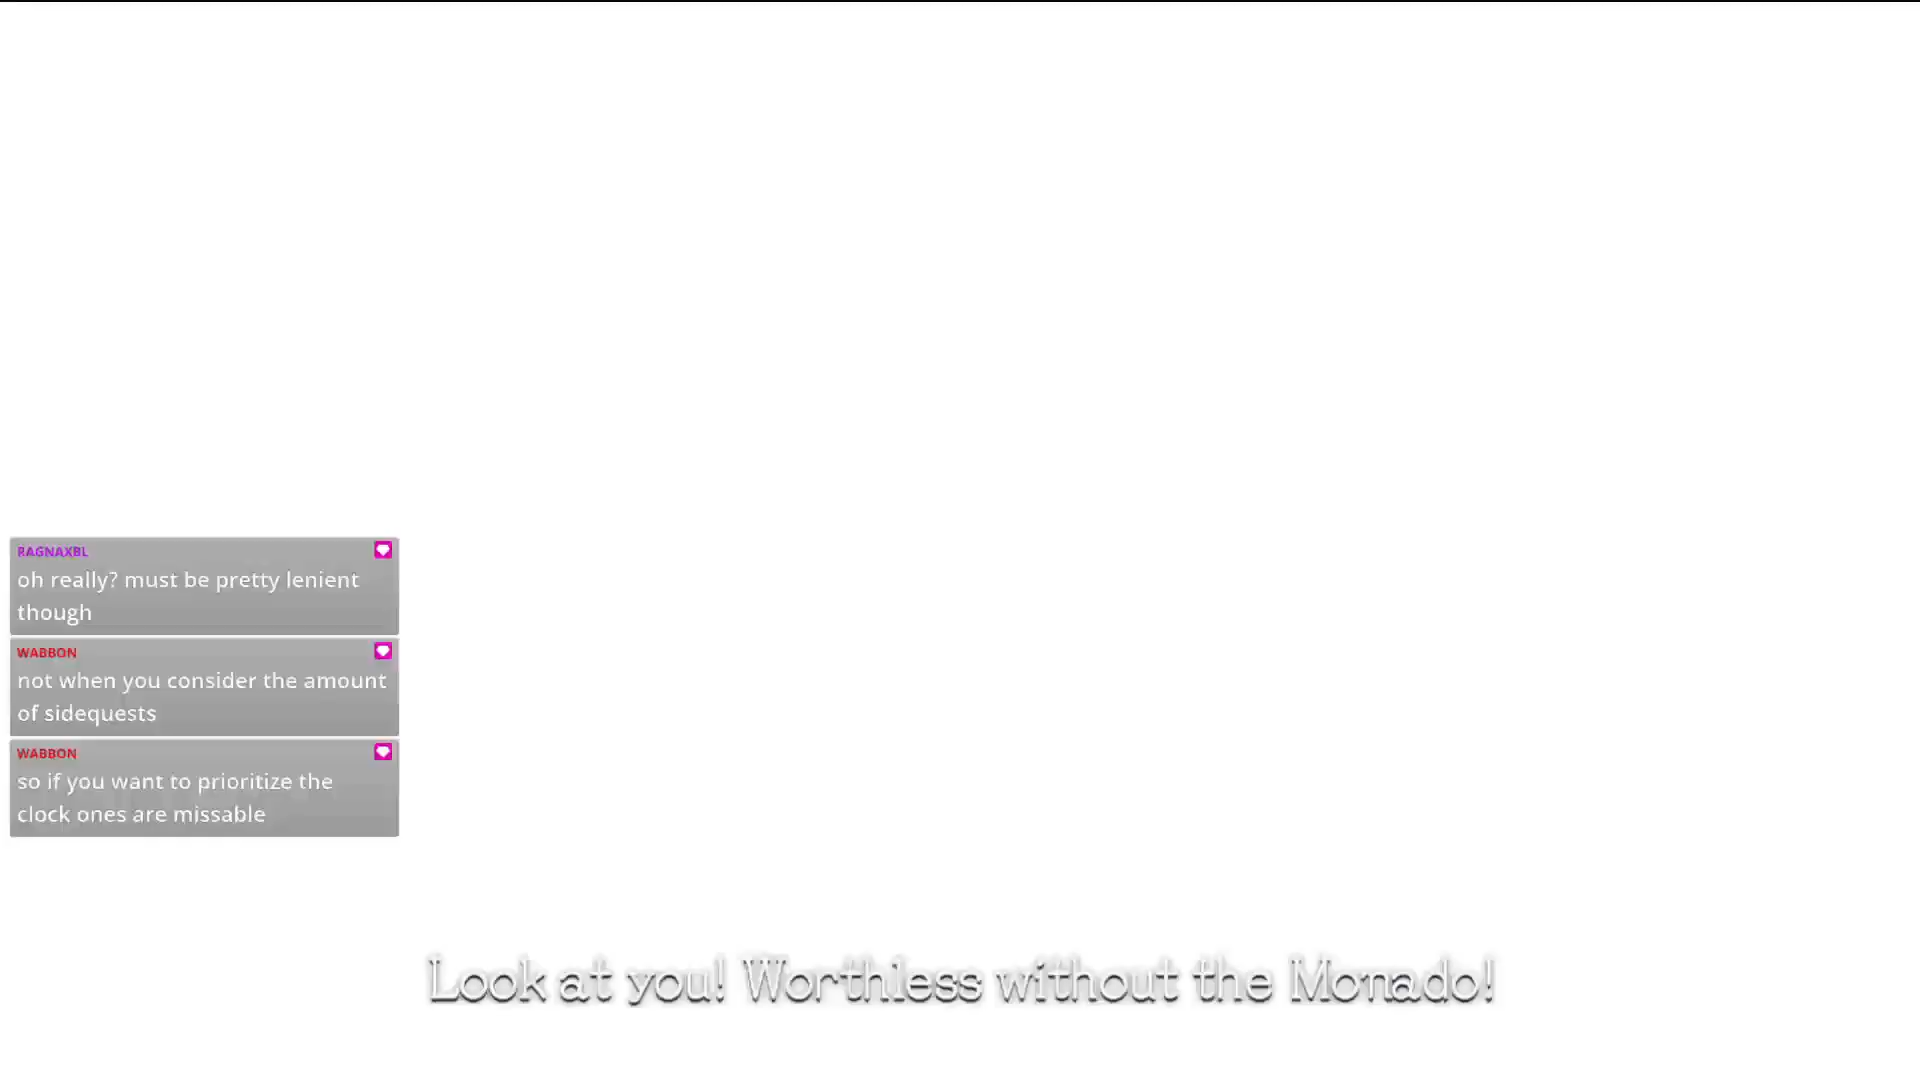 RAGNAXBL
oh really? must be pretty lenient
though
WABBON
not when you consider the amount
of sidequests
WABBON
so if you want to prioritize the
clock ones are missable
Look at you! Worthless without the Monado!